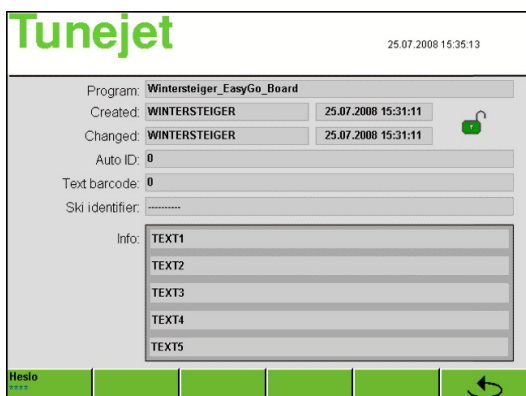 Tunejet
25.07.2008 15:35:13
Program: Wintersteiger_EasyGo_Board
Created: WINTERSTEIGER 25.07.2008 15:31:11
Changed: WINTERSTEIGER 25.07.2008 15:31:11
Auto ID: 0
Text barcode: 0
Ski identifier: ----------
Info: TEXT1
TEXT2
TEXT3
TEXT4
TEXT5
Heslo
****